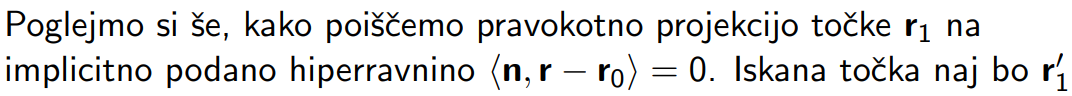 Poglejmo si še, kako poiščemo pravokotno projekcijo točke r₁ na
implicitno podano hiperravnino ⟨n, r − r₀⟩ = 0. Iskana točka naj bo r₁′